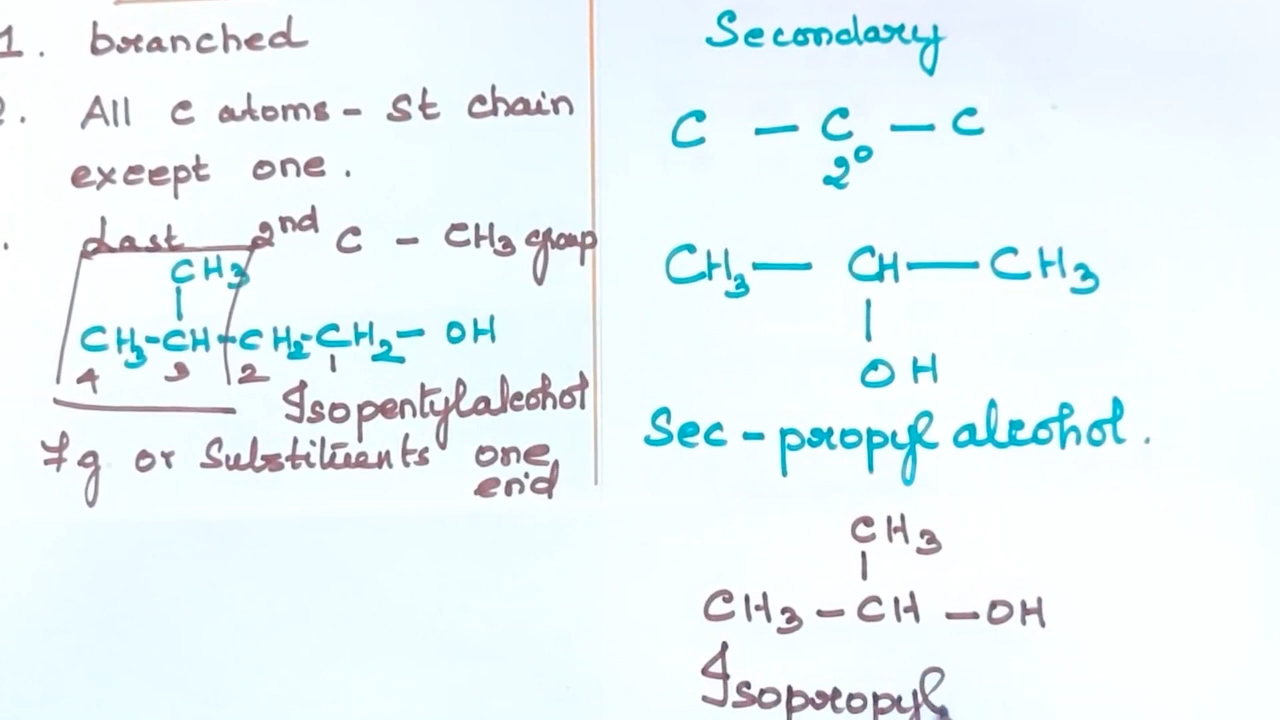 1. branched
2. All C atoms - St chain
except one.
. Last 2nd C - CH3 group
CH3
|
CH3-CH-CH2-CH2-OH
4 3 2 1
Isopentylalcohol
Fg or Substituents one
end
Secondary
C - C - C
2°
CH3 - CH - CH3
|
OH
Sec-propyl alcohol.
CH3
|
CH3-CH-OH
Isopropyl